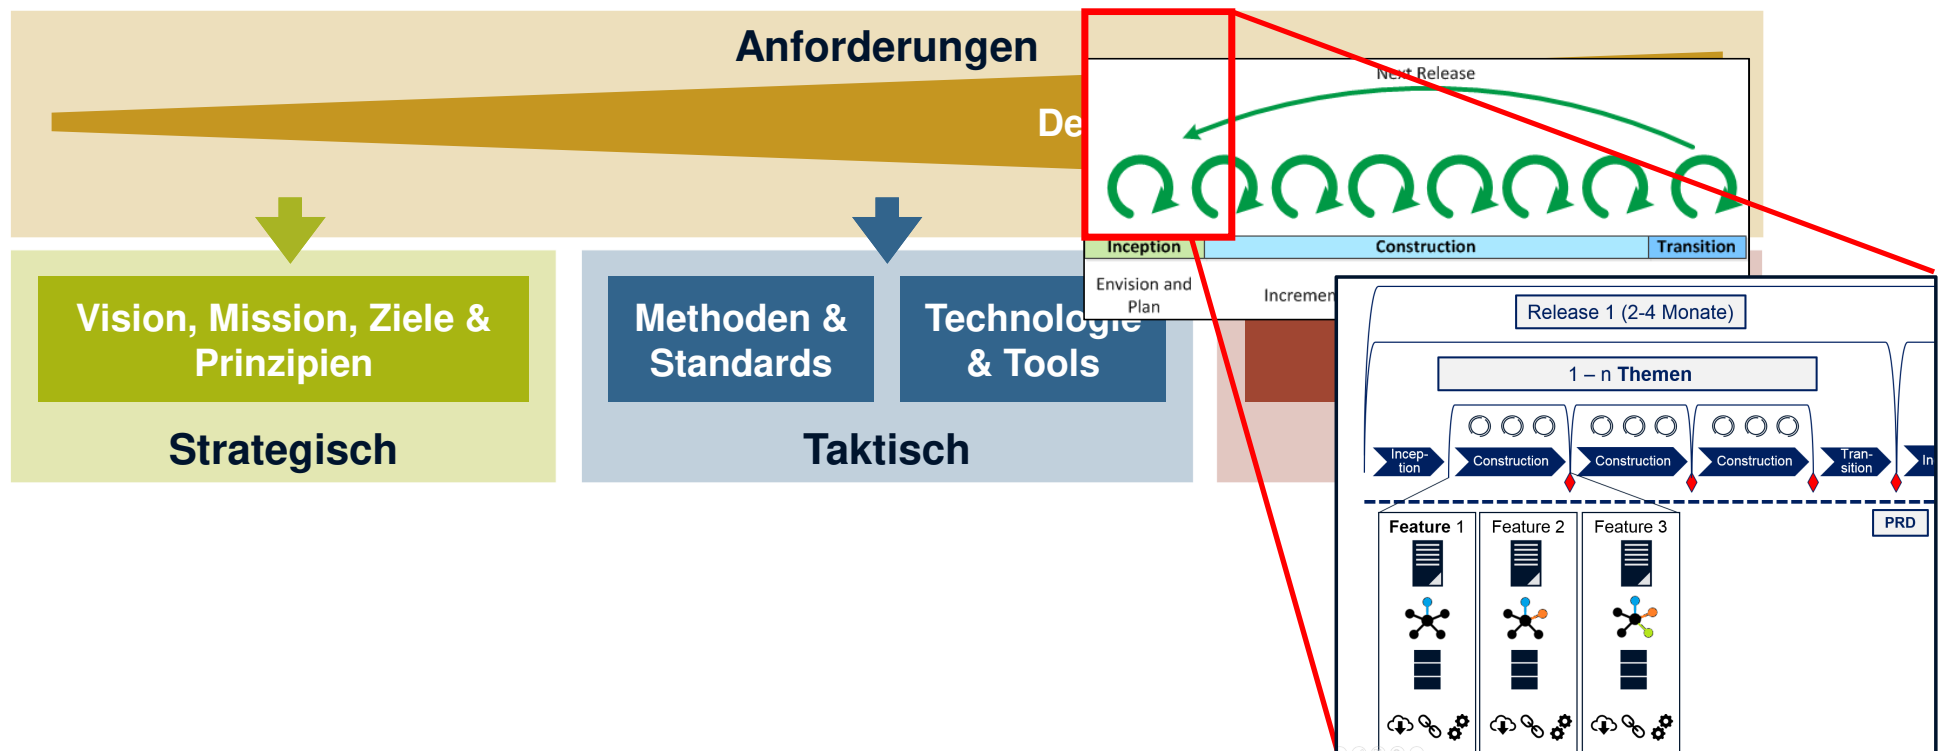 Anforderungen
De
Next Release
Inception
Construction
Transition
Envision and
Plan
Incremen
Vision, Mission, Ziele &
Prinzipien
Strategisch
Methoden &
Standards
Technologie
& Tools
Taktisch
Release 1 (2-4 Monate)
1 – n Themen
Incep-
tion
Construction
Construction
Construction
Tran-
sition
In
PRD
Feature 1
Feature 2
Feature 3